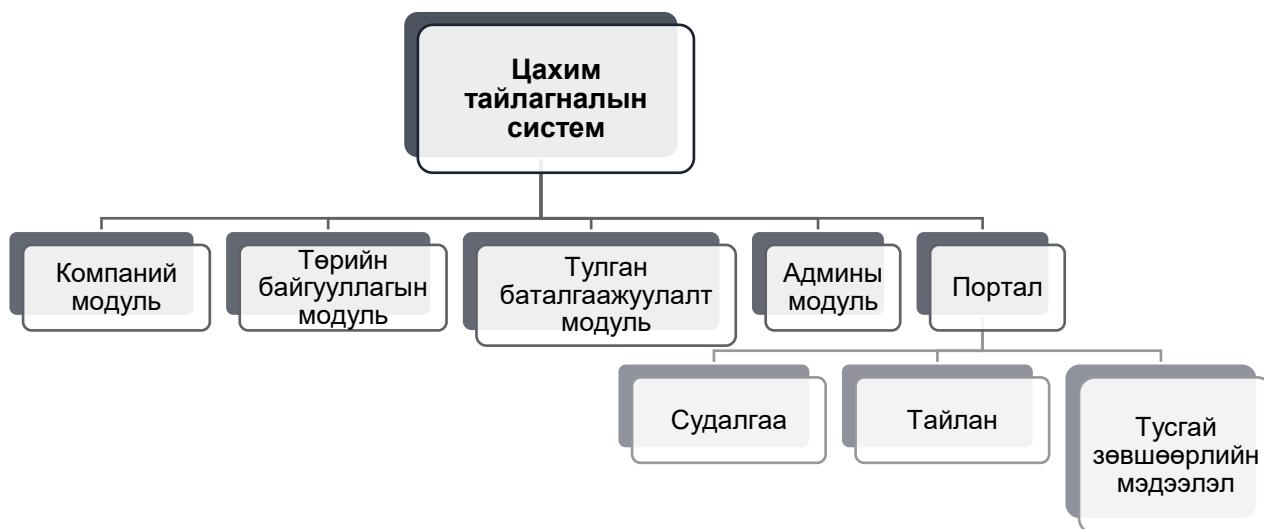 Цахим
тайлагналын
систем
Компаний
модуль
Төрийн
байгууллагын
модуль
Тулган
баталгаажуулалт
модуль
Админы
модуль
Портал
Судалгаа
Тайлан
Тусгай
зөвшөөрлийн
мэдээлэл